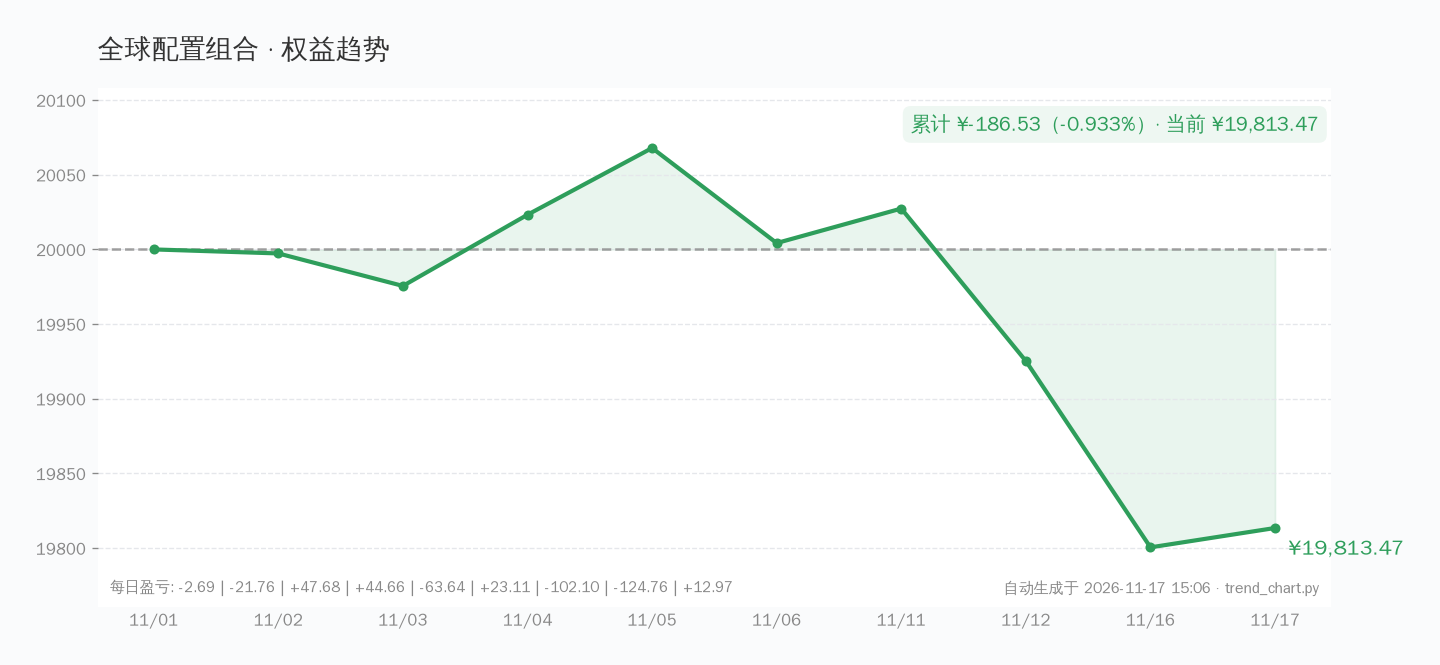 全球配置组合 · 权益趋势
累计 ¥-186.53（-0.933%）· 当前 ¥19,813.47
20100
20050
20000
19950
19900
19850
19800
¥19,813.47
每日盈亏: -2.69 | -21.76 | +47.68 | +44.66 | -63.64 | +23.11 | -102.10 | -124.76 | +12.97
自动生成于 2026-11-17 15:06 · trend_chart.py
11/01 11/02 11/03 11/04 11/05 11/06 11/11 11/12 11/16 11/17